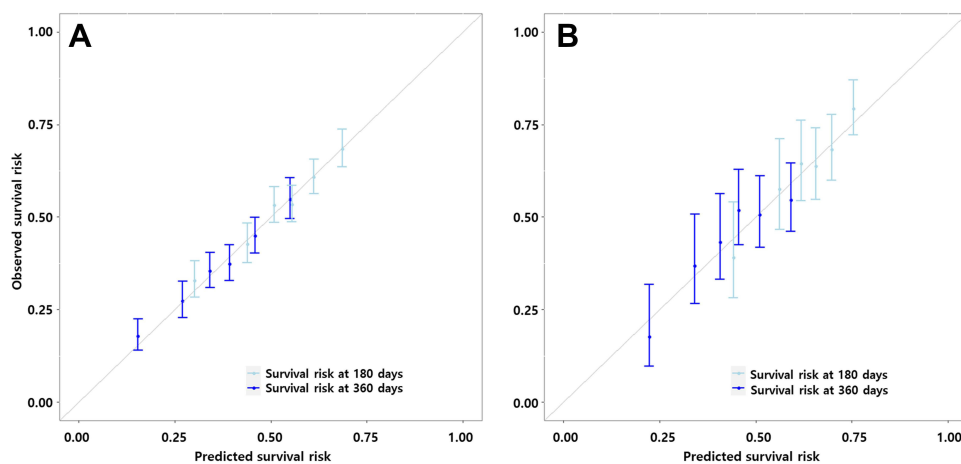 A
B
1.00
0.75
0.50
0.25
0.00
Observed survival risk
Survival risk at 180 days
Survival risk at 360 days
0.00 0.25 0.50 0.75 1.00
Predicted survival risk
1.00
0.75
0.50
0.25
0.00
Survival risk at 180 days
Survival risk at 360 days
0.00 0.25 0.50 0.75 1.00
Predicted survival risk